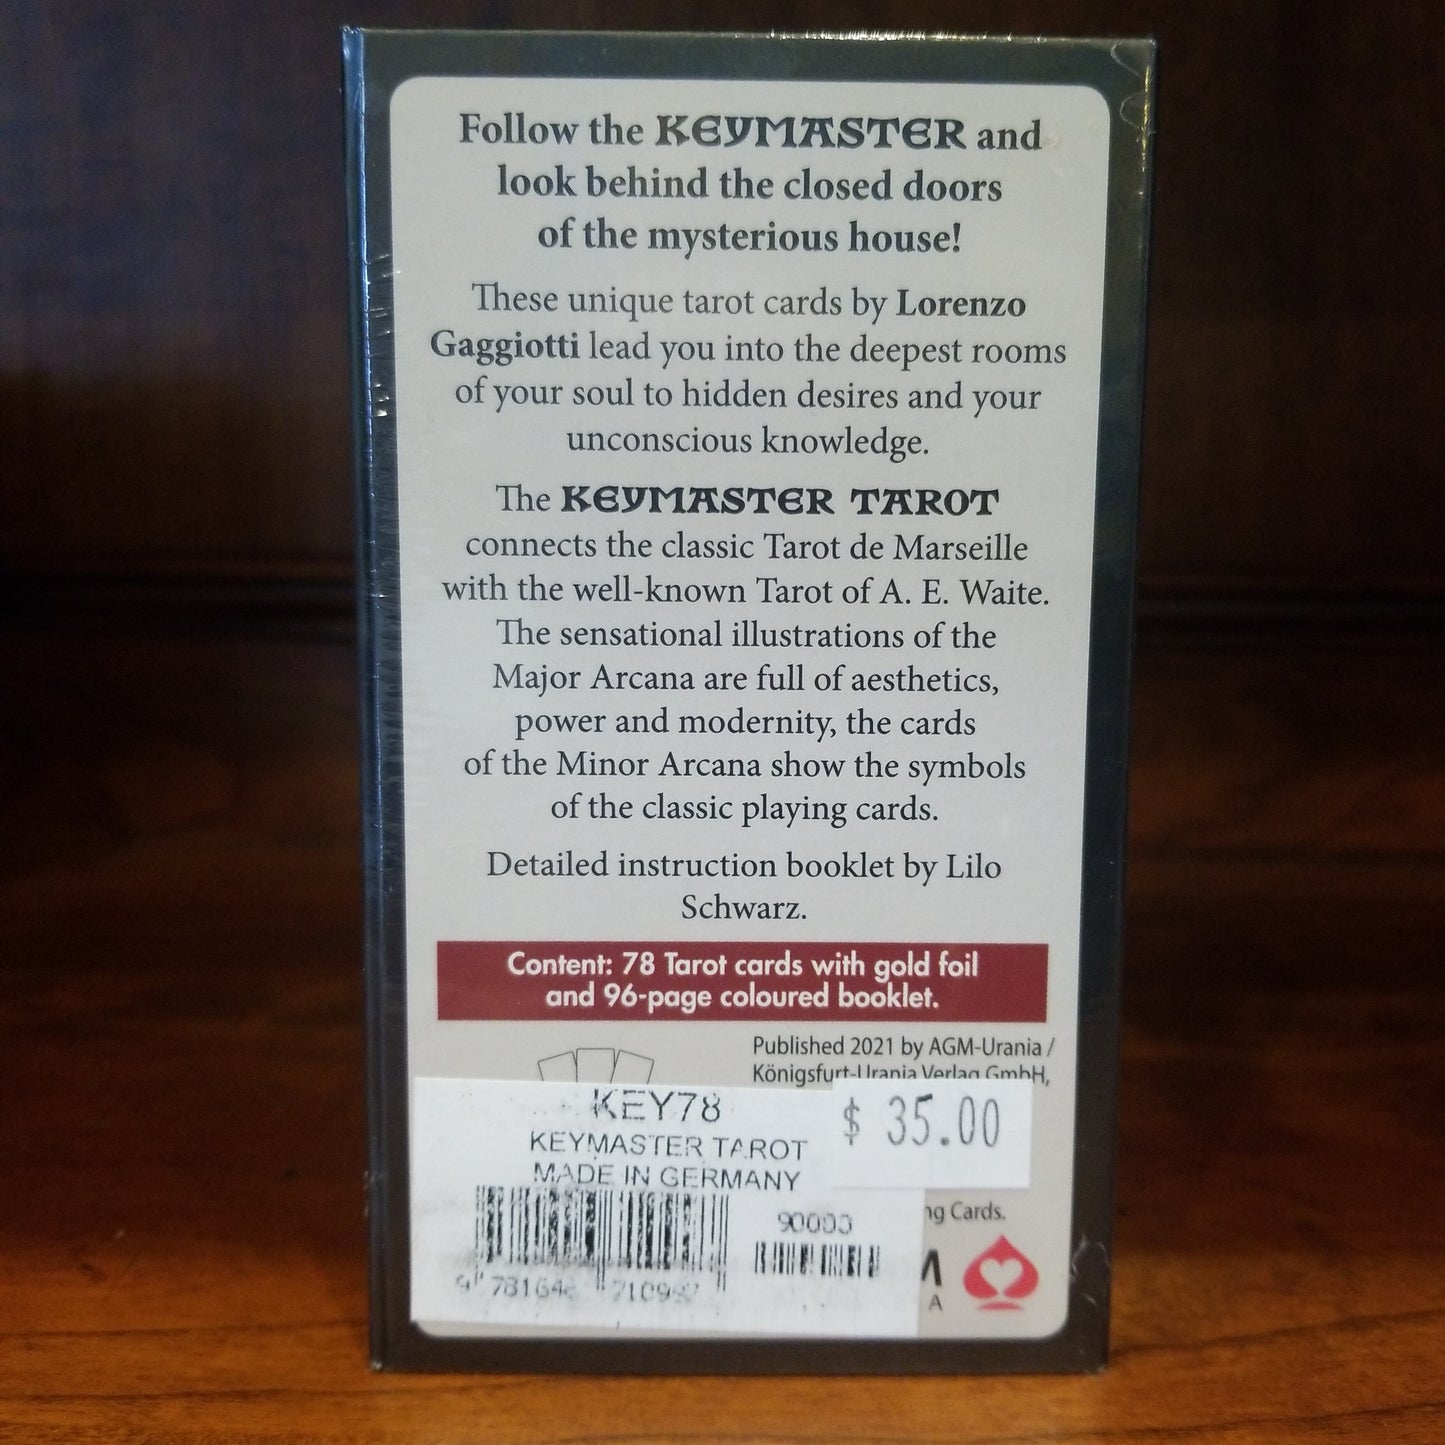 Follow the KEYMASTER and
look behind the closed doors
of the mysterious house!
These unique tarot cards by Lorenzo
Gaggiotti lead you into the deepest rooms
of your soul to hidden desires and your
unconscious knowledge.
The KEYMASTER TAROT
connects the classic Tarot de Marseille
with the well-known Tarot of A. E. Waite.
The sensational illustrations of the
Major Arcana are full of aesthetics,
power and modernity, the cards
of the Minor Arcana show the symbols
of the classic playing cards.
Detailed instruction booklet by Lilo
Schwarz.
Content: 78 Tarot cards with gold foil
and 96-page coloured booklet.
Published 2021 by AGM-Urania /
Königsfurt-Urania Verlag GmbH,
KEY78
$ 35.00
KEYMASTER TAROT
MADE IN GERMANY
90000
Cards.
A